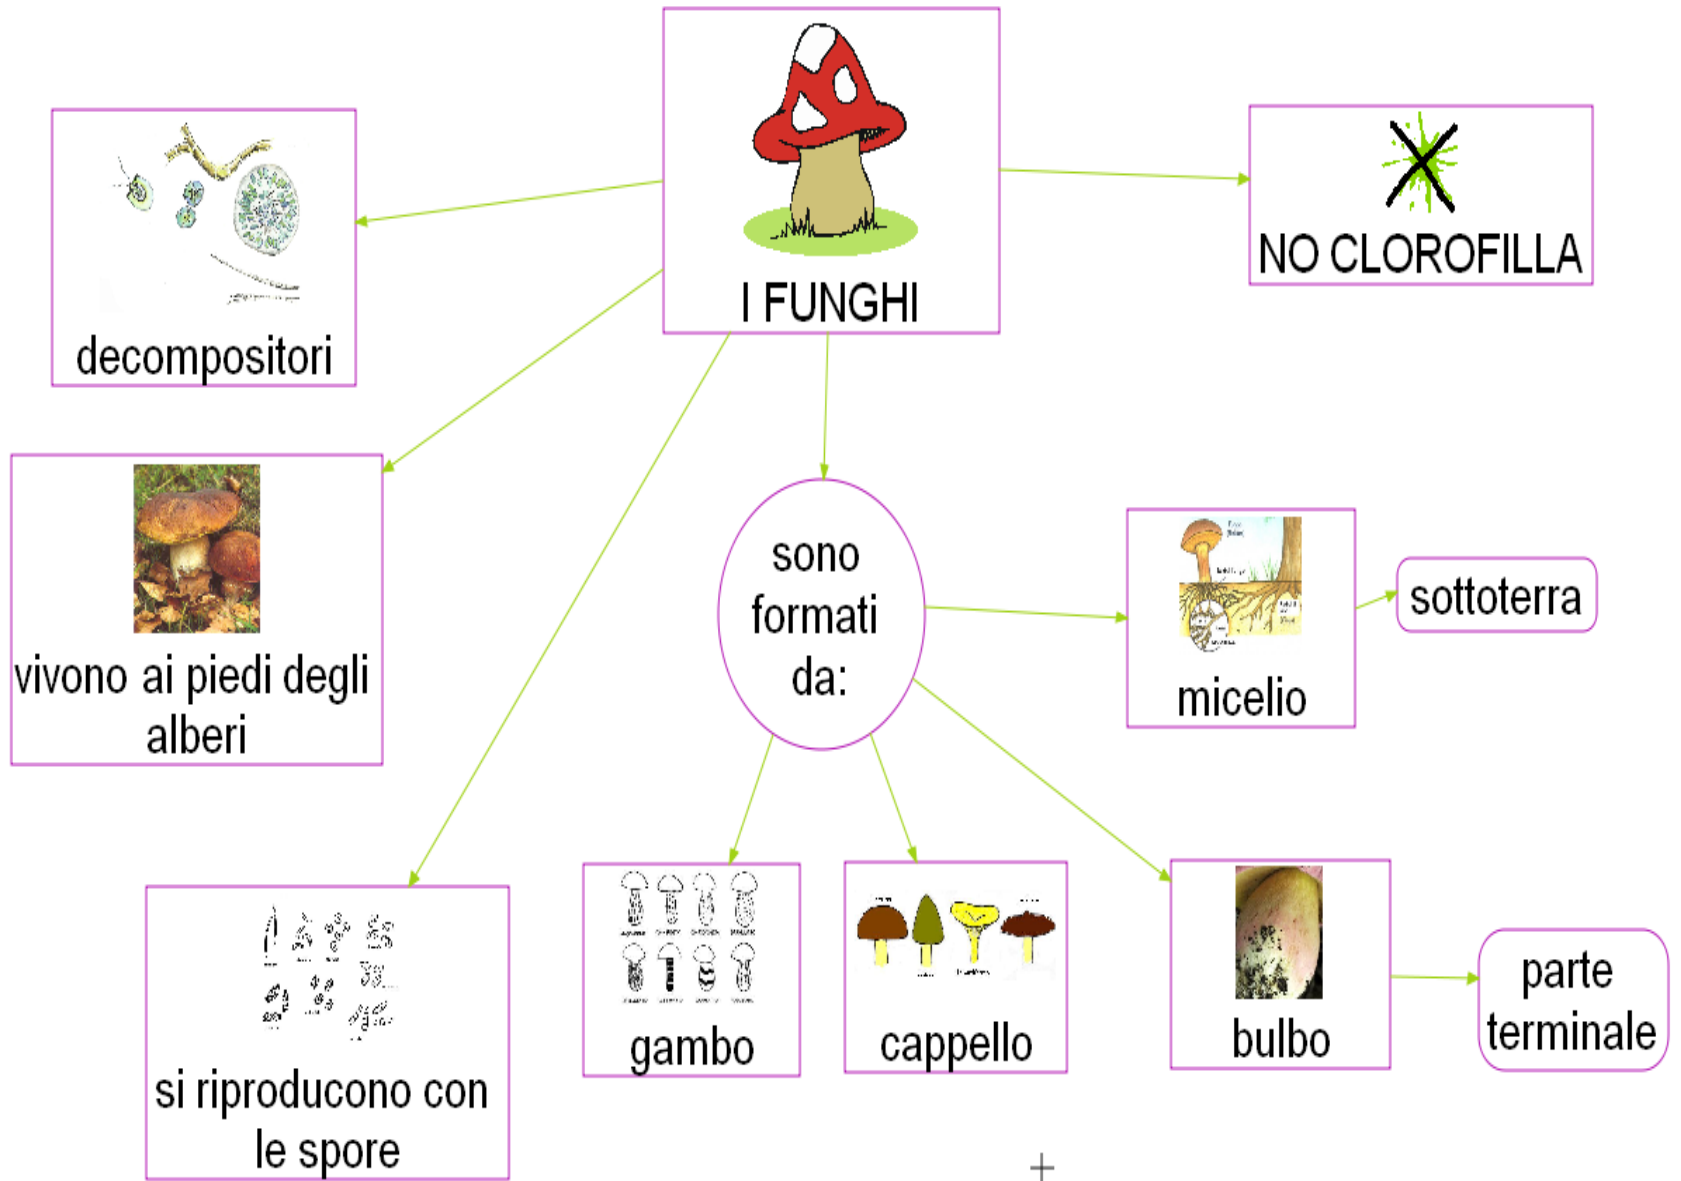 I FUNGHI
NO CLOROFILLA
decompositori
vivono ai piedi degli
alberi
si riproducono con
le spore
sono
formati
da:
micelio
sottoterra
gambo
cappello
bulbo
parte
terminale